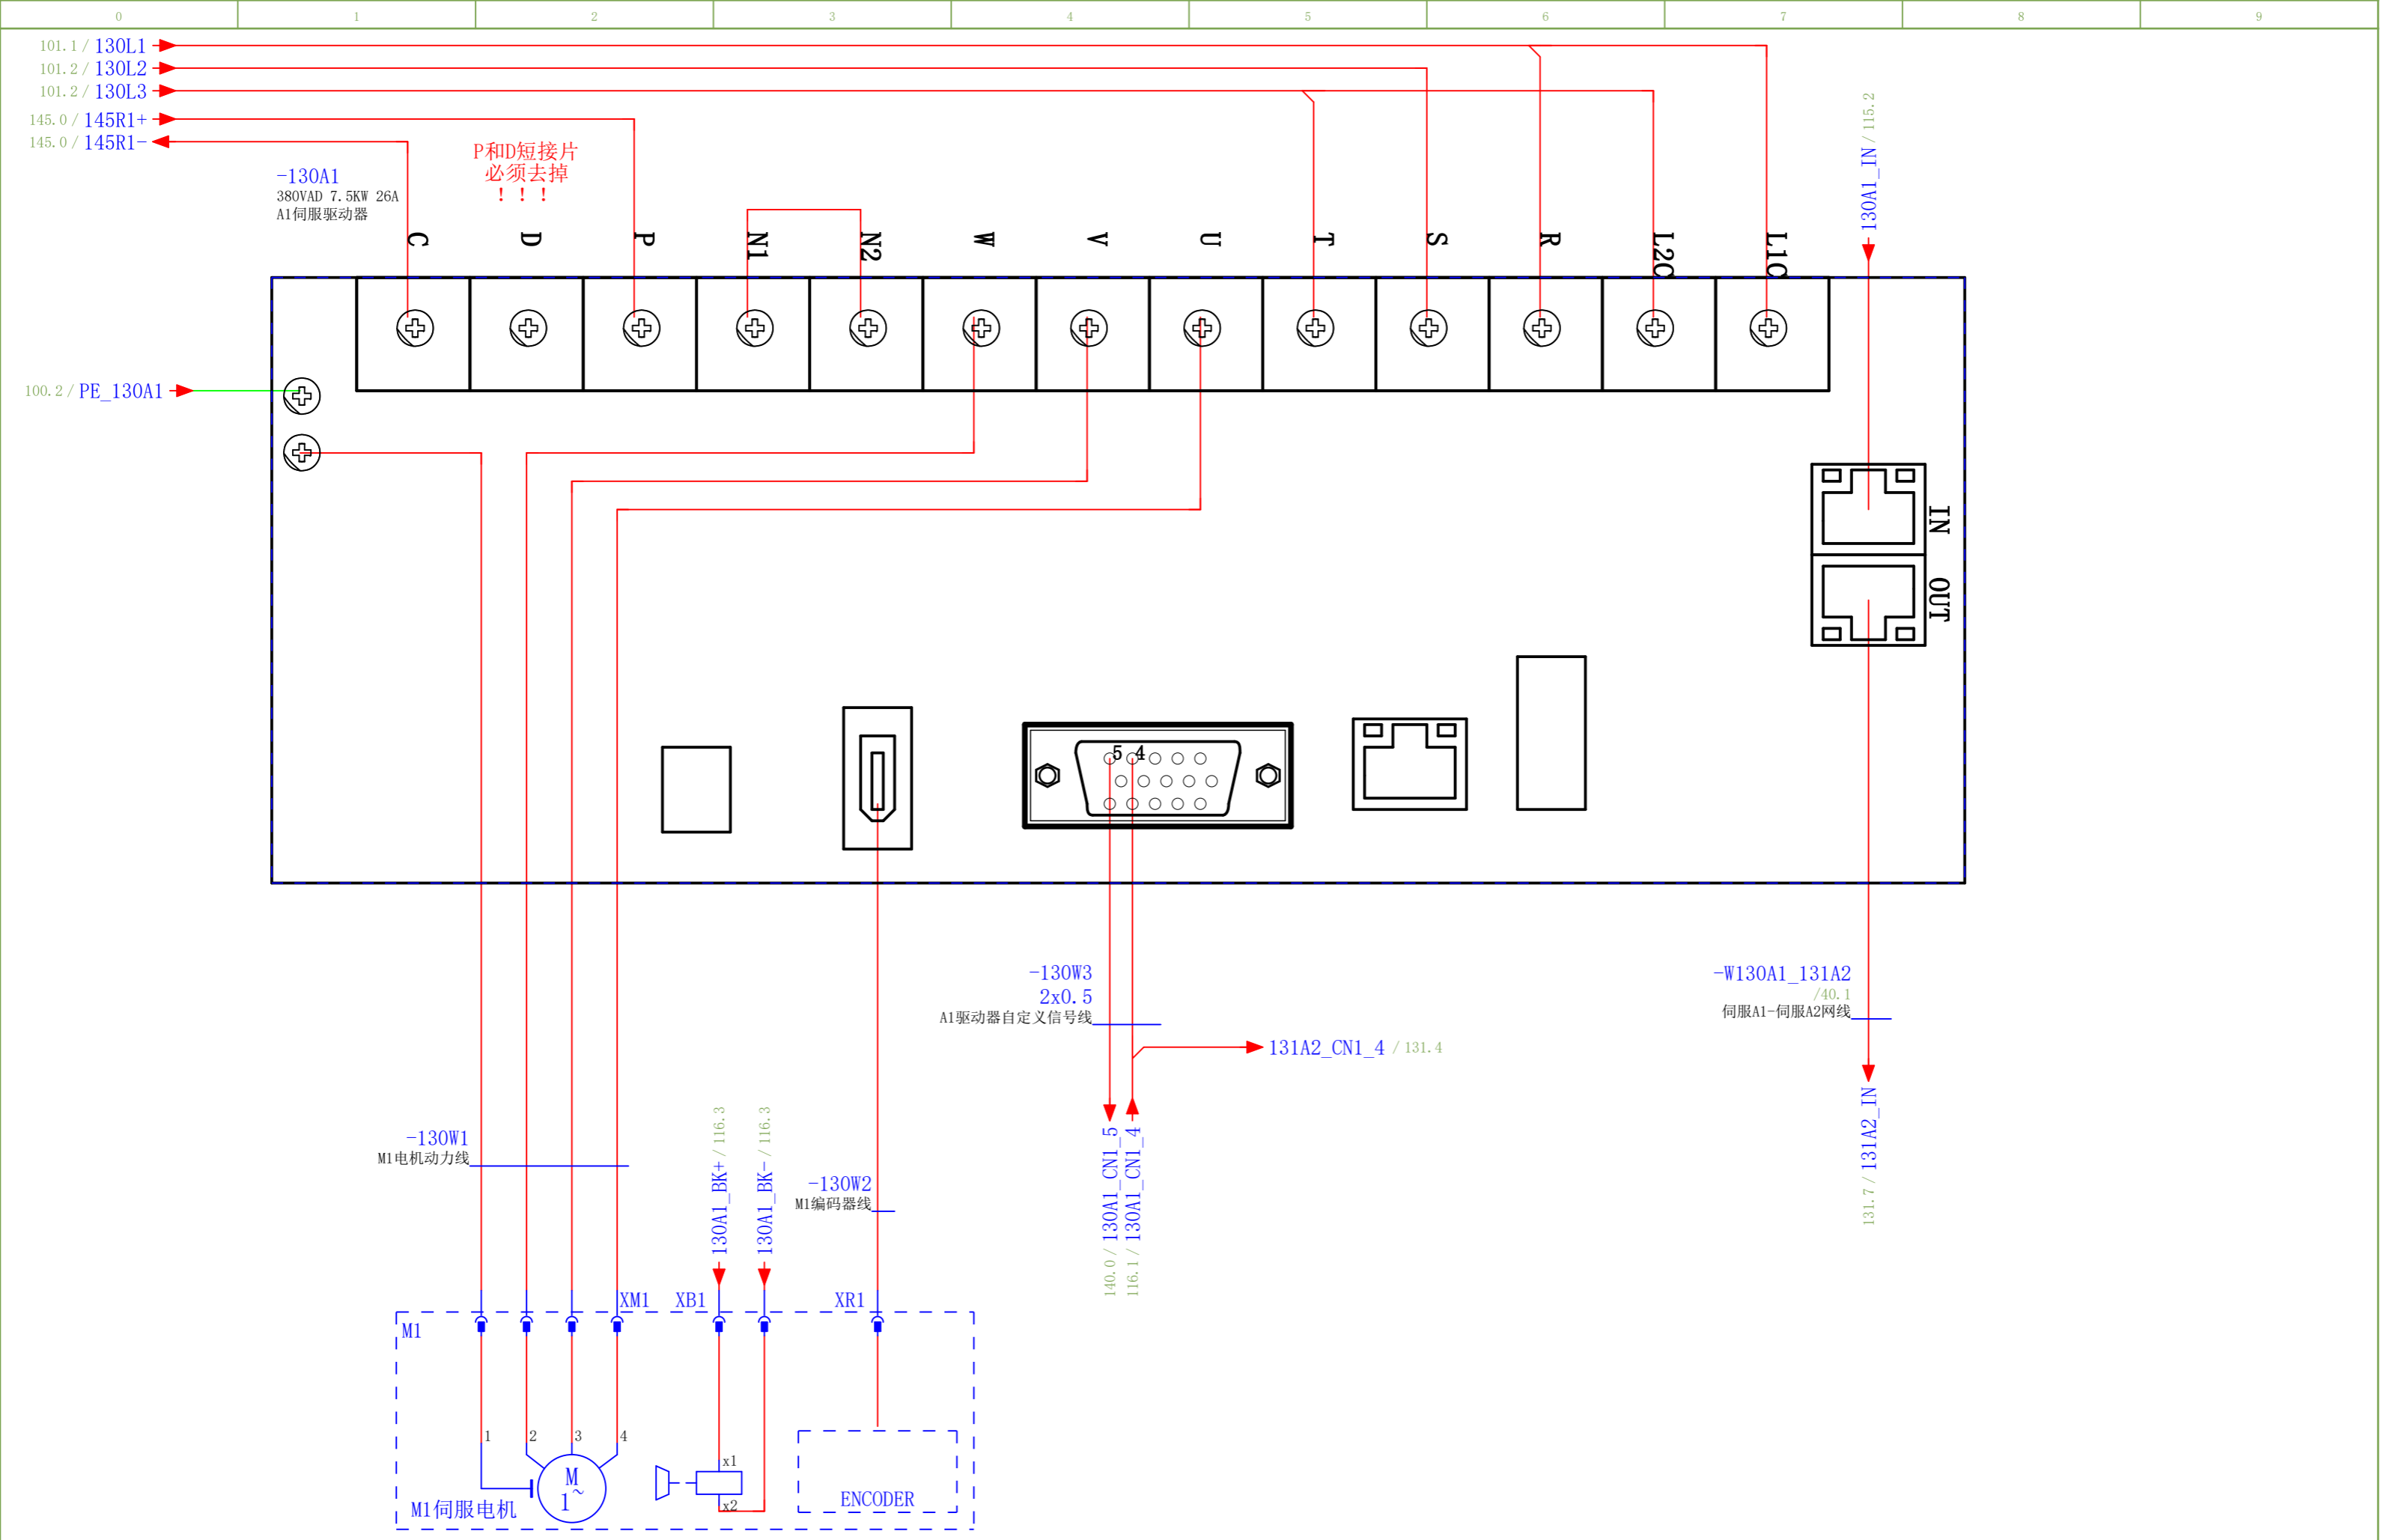 0 1 2 3 4 5 6 7 8 9
101.1 / 130L1
101.2 / 130L2
101.2 / 130L3
145.0 / 145R1+
145.0 / 145R1-
-130A1
380VAD 7.5KW 26A
A1伺服驱动器
P和D短接片
必须去掉
! ! !
130A1_IN / 115.2
C D P N1 N2 W V U T S R L2C L1C
100.2 / PE_130A1
IN
OUT
5 4
-130W3
2x0.5
A1驱动器自定义信号线
131A2_CN1_4 / 131.4
-W130A1_131A2
/40.1
伺服A1-伺服A2网线
131.7 / 131A2_IN
-130W1
M1电机动力线
130A1_BK+ / 116.3
130A1_BK- / 116.3
-130W2
M1编码器线
140.0 / 130A1_CN1_5
116.1 / 130A1_CN1_4
XM1 XB1 XR1
M1
1 2 3 4
x1
x2
M
1~
M1伺服电机
ENCODER